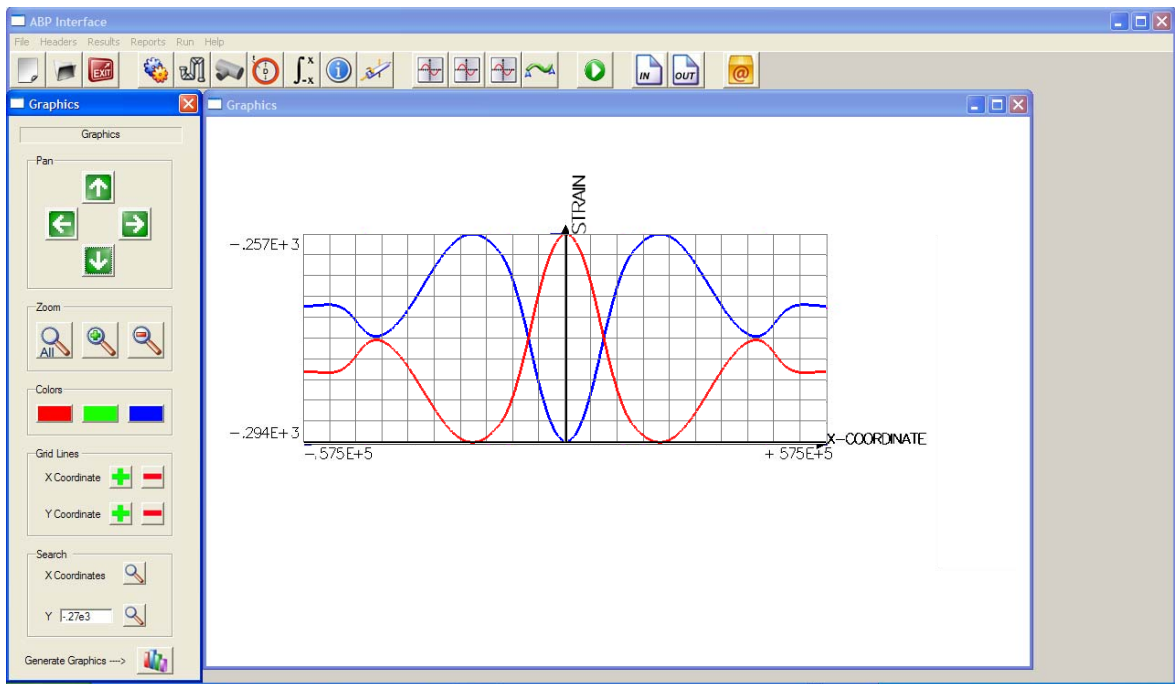 ABP Interface
File Headers Results Reports Run Help
EXIT
x
-x
i
IN
OUT
@
Graphics
Graphics
Graphics
Pan
Zoom
All
Colors
Grid Lines
X Coordinate
Y Coordinate
Search
X Coordinates
Y -.27e3
Generate Graphics ---->
STRAIN
-.257E+3
-.294E+3
-.575E+5
+ 575E+5
X-COORDINATE